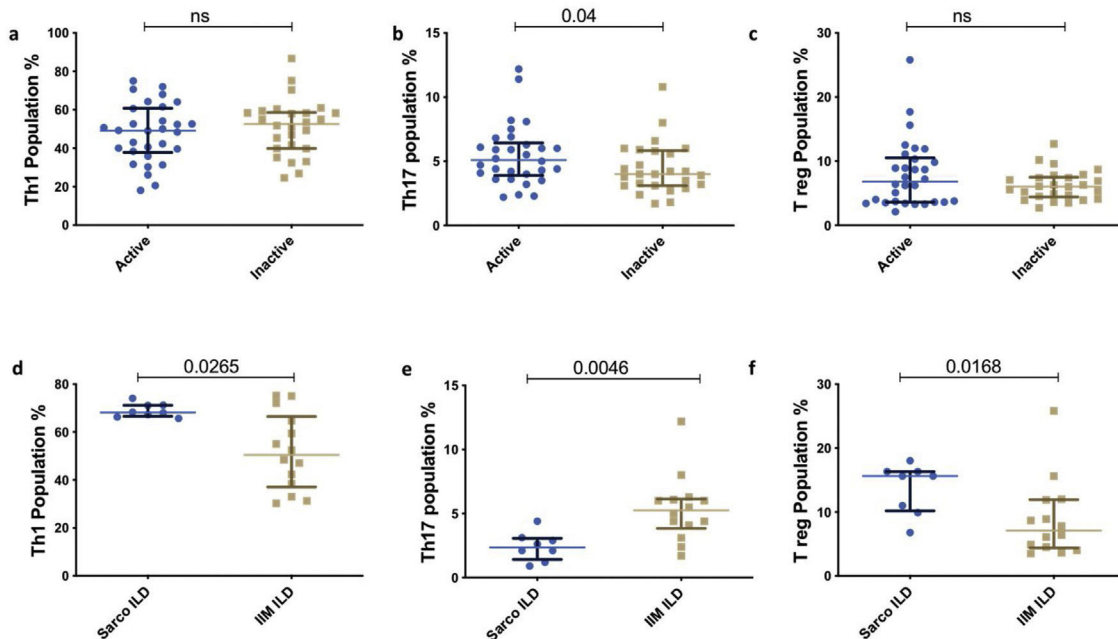 a
ns
Th1 Population %
100
80
60
40
20
0
Active
Inactive
b
0.04
Th17 population %
15
10
5
0
Active
Inactive
c
ns
T reg Population %
30
20
10
0
Active
Inactive
d
0.0265
Th1 Population %
80
60
40
20
0
Sarco ILD
IIM ILD
e
0.0046
Th17 population %
15
10
5
0
Sarco ILD
IIM ILD
f
0.0168
T reg Population %
30
20
10
0
Sarco ILD
IIM ILD